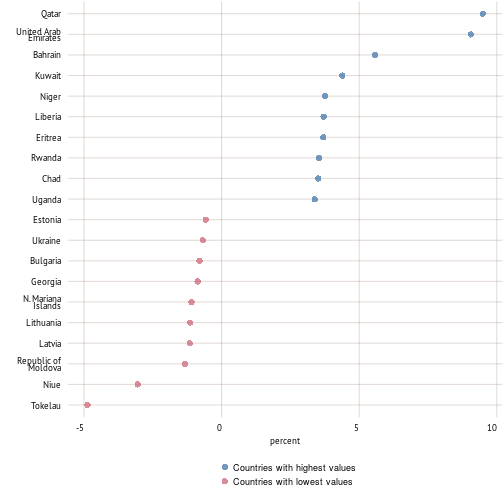 Qatar
United Arab
Emirates
Bahrain
Kuwait
Niger
Liberia
Eritrea
Rwanda
Chad
Uganda
Estonia
Ukraine
Bulgaria
Georgia
N.Mariana
Islands
Lithuania
Latvia
Republic of
Moldova
Niue
Tokelau
-5 0 5 10
percent
Countries with highest values
Countries with lowest values